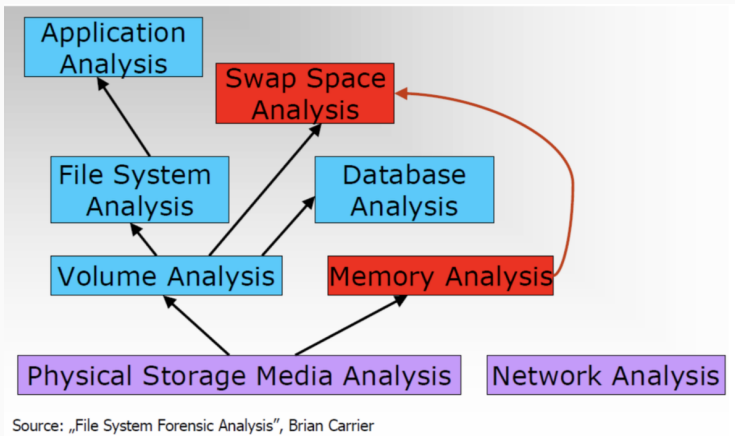 Application
Analysis
Swap Space
Analysis
File System
Analysis
Database
Analysis
Volume Analysis
Memory Analysis
Physical Storage Media Analysis
Network Analysis
Source: „File System Forensic Analysis”, Brian Carrier